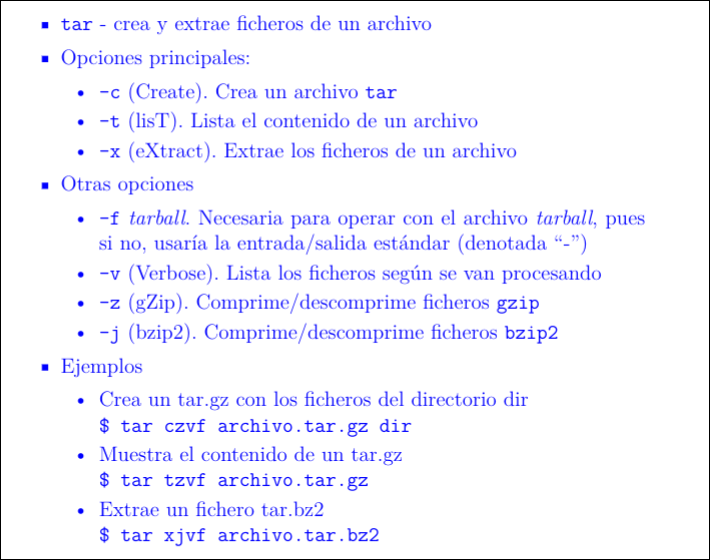 ▪ tar - crea y extrae ficheros de un archivo
▪ Opciones principales:
• -c (Create). Crea un archivo tar
• -t (lisT). Lista el contenido de un archivo
• -x (eXtract). Extrae los ficheros de un archivo
▪ Otras opciones
• -f tarball. Necesaria para operar con el archivo tarball, pues
si no, usaría la entrada/salida estándar (denotada “-”)
• -v (Verbose). Lista los ficheros según se van procesando
• -z (gZip). Comprime/descomprime ficheros gzip
• -j (bzip2). Comprime/descomprime ficheros bzip2
▪ Ejemplos
• Crea un tar.gz con los ficheros del directorio dir
$ tar czvf archivo.tar.gz dir
• Muestra el contenido de un tar.gz
$ tar tzvf archivo.tar.gz
• Extrae un fichero tar.bz2
$ tar xjvf archivo.tar.bz2